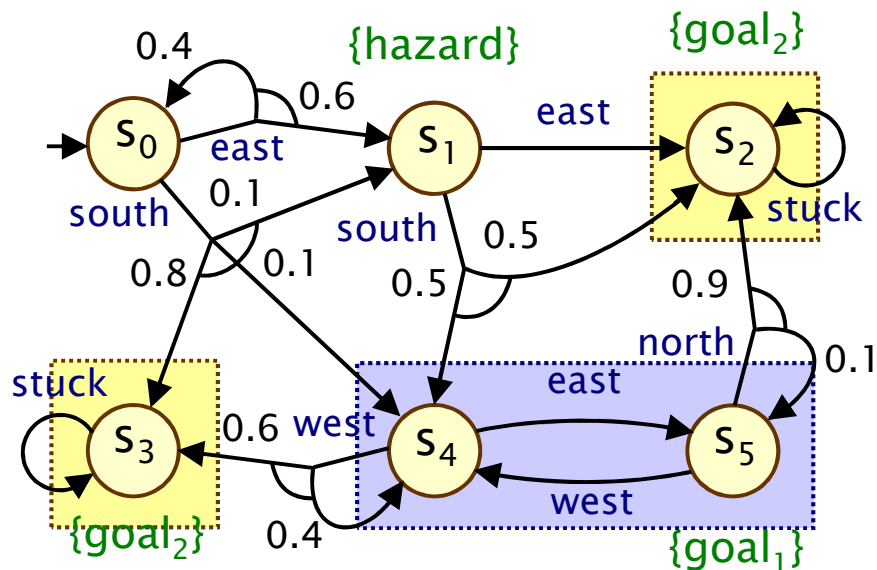 {goal₂}
{hazard}
0.4
0.6
s₀
east
s₁
east
s₂
stuck
south
0.1
south
0.5
0.8
0.1
0.5
0.9
north
0.1
stuck
east
s₃
0.6
west
s₄
s₅
west
0.4
{goal₂}
{goal₁}